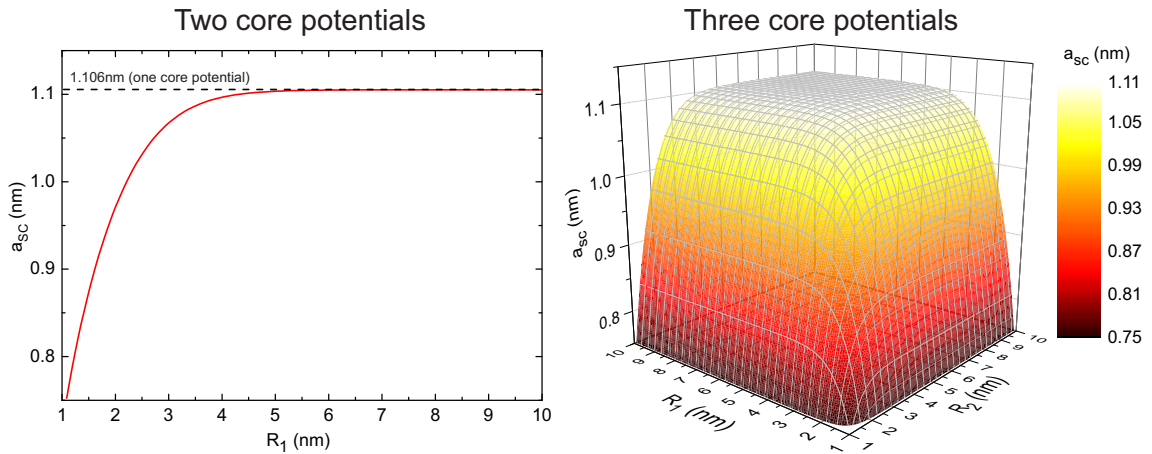 Two core potentials
1.106nm (one core potential)
1.1
1.0
0.9
0.8
a_sc (nm)
1 2 3 4 5 6 7 8 9 10
R_1 (nm)
Three core potentials
1.1
1.0
0.9
0.8
a_sc (nm)
10 9 8 7 6 5 4 3 2 1
R_1 (nm)
1 2 3 4 5 6 7 8 9 10
R_2 (nm)
a_sc (nm)
1.11
1.05
0.99
0.93
0.87
0.81
0.75